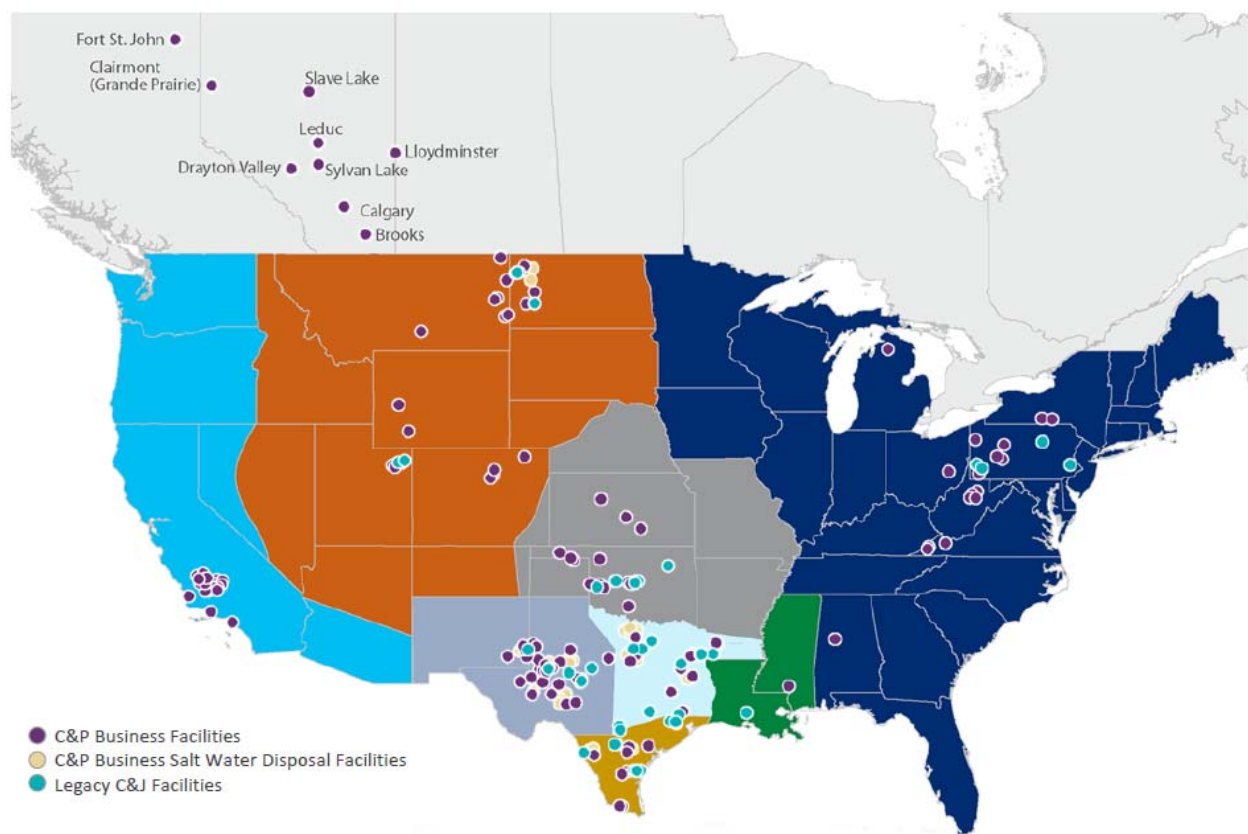 Fort St. John
Clairmont
(Grande Prairie)
Slave Lake
Leduc
Lloydminster
Drayton Valley
Sylvan Lake
Calgary
Brooks
C&P Business Facilities
C&P Business Salt Water Disposal Facilities
Legacy C&J Facilities